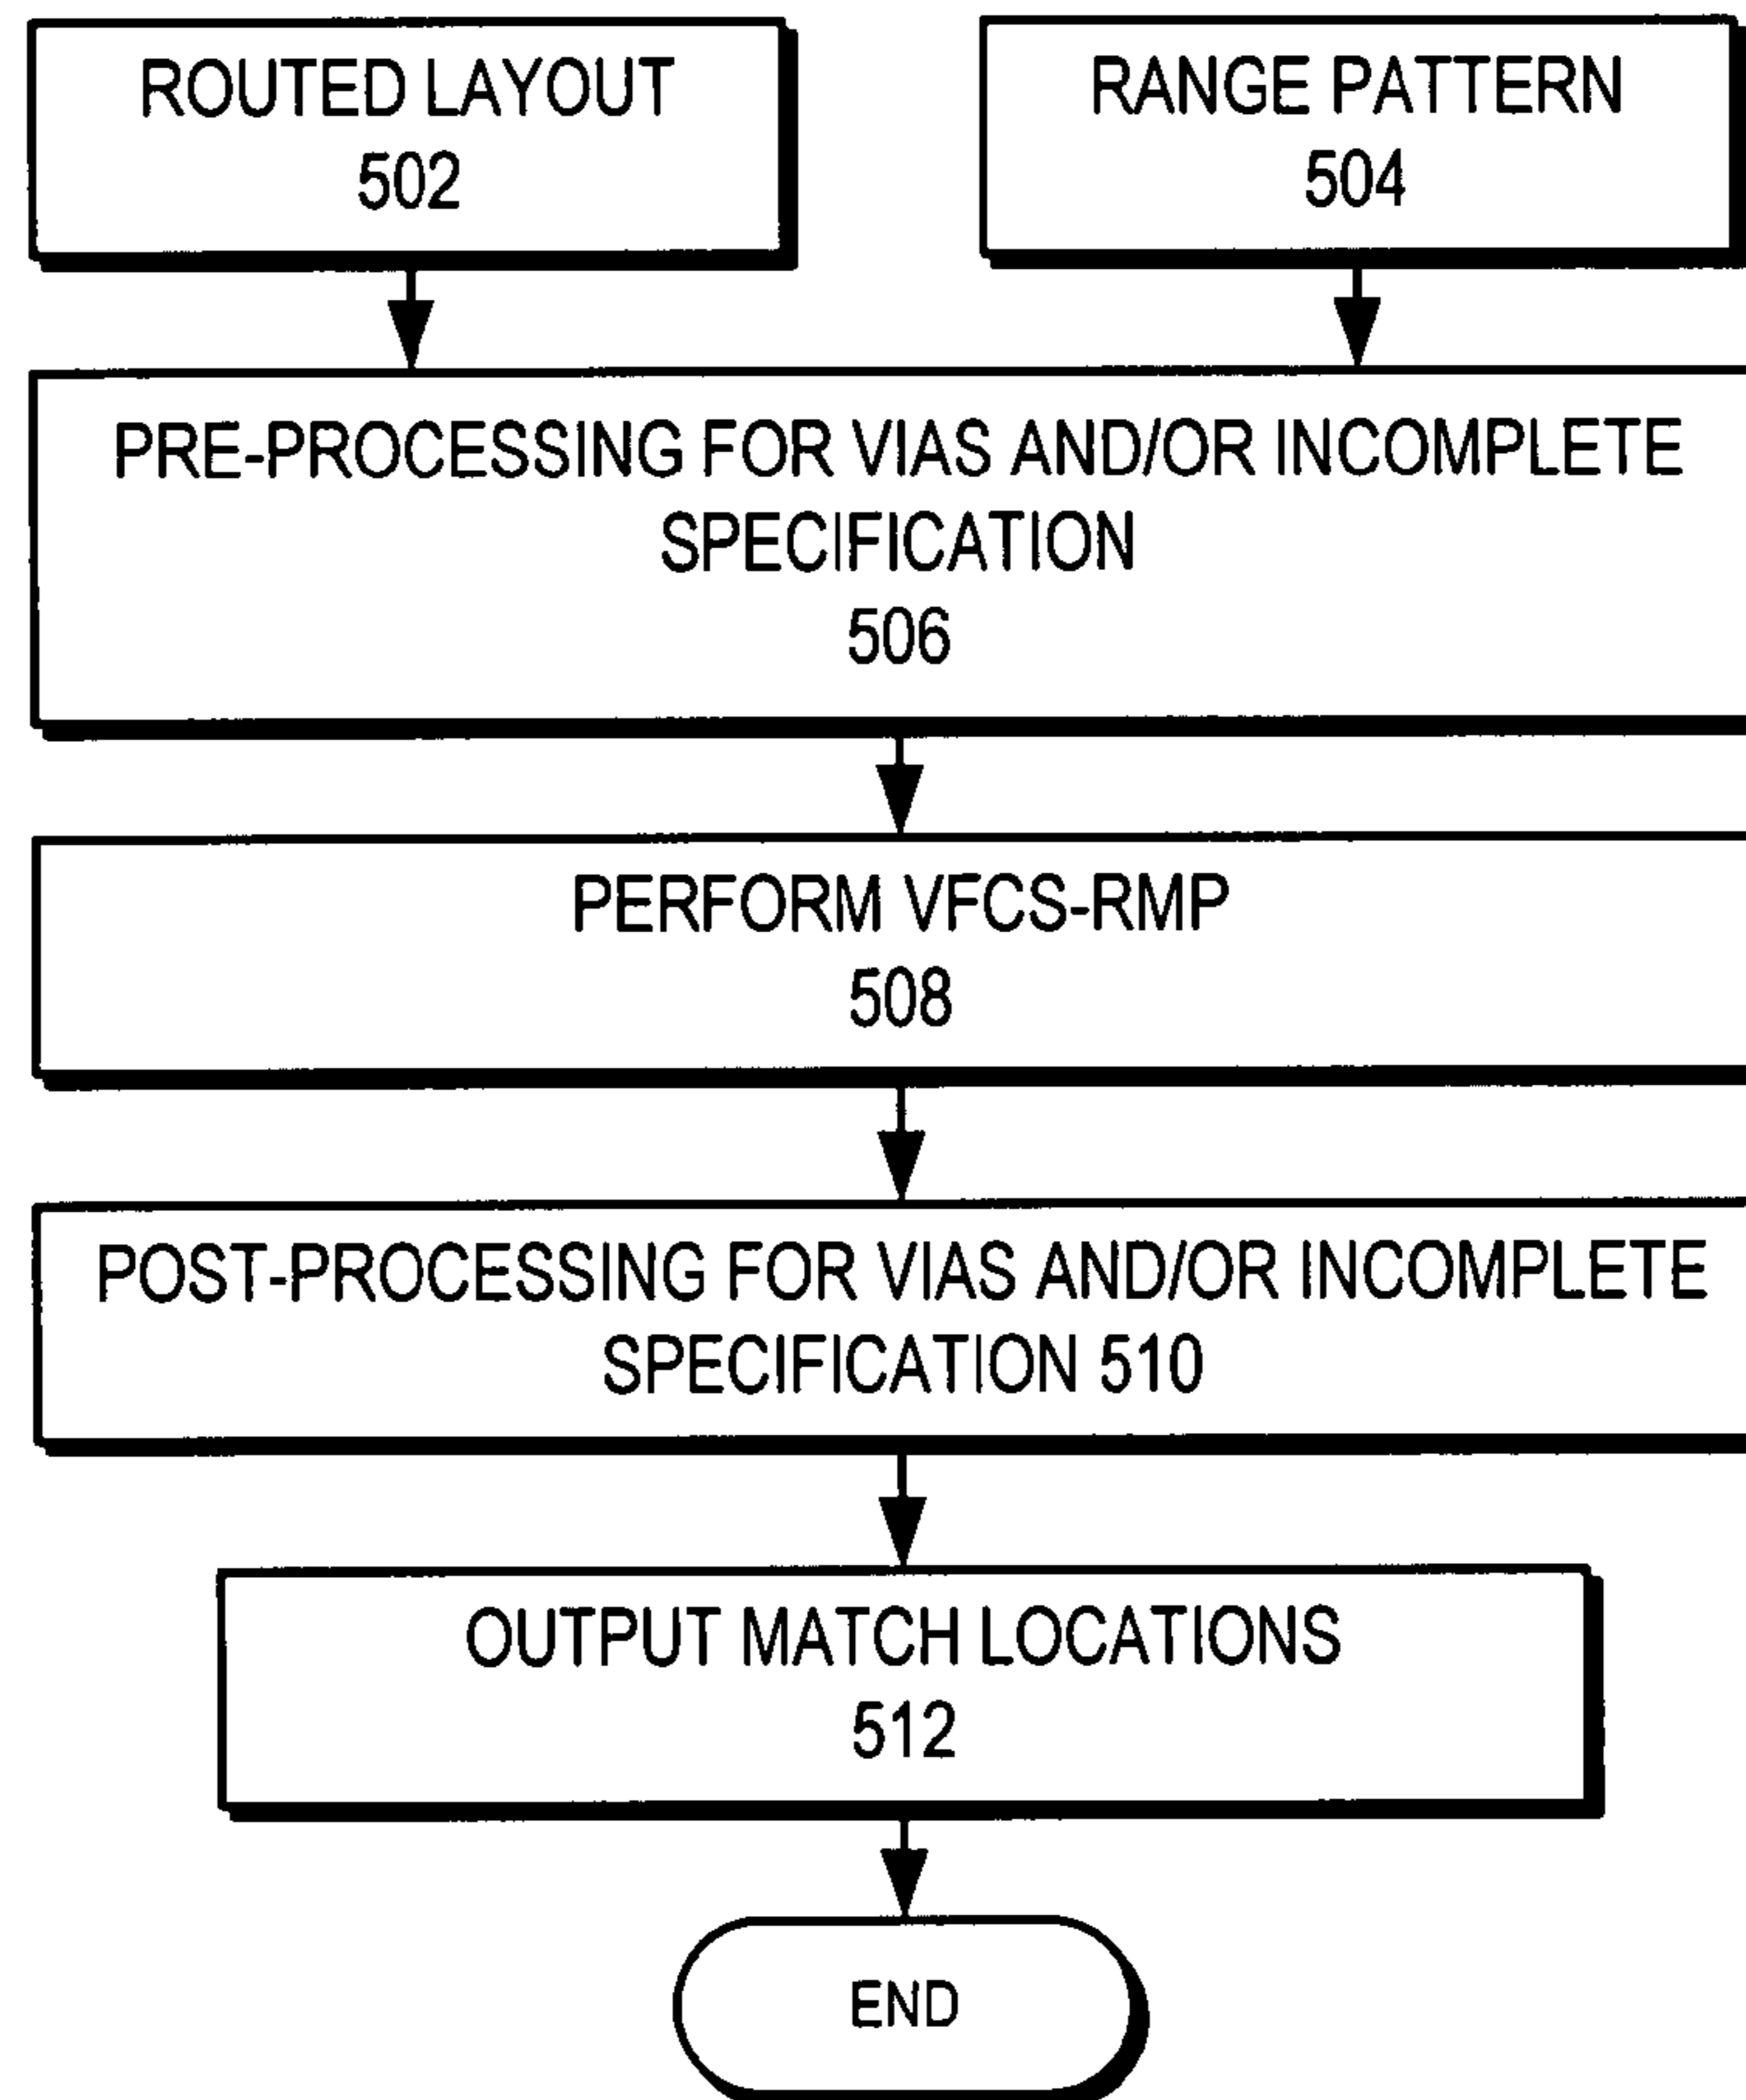 ROUTED LAYOUT
502
RANGE PATTERN
504
PRE-PROCESSING FOR VIAS AND/OR INCOMPLETE
SPECIFICATION
506
PERFORM VFCS-RMP
508
POST-PROCESSING FOR VIAS AND/OR INCOMPLETE
SPECIFICATION 510
OUTPUT MATCH LOCATIONS
512
END